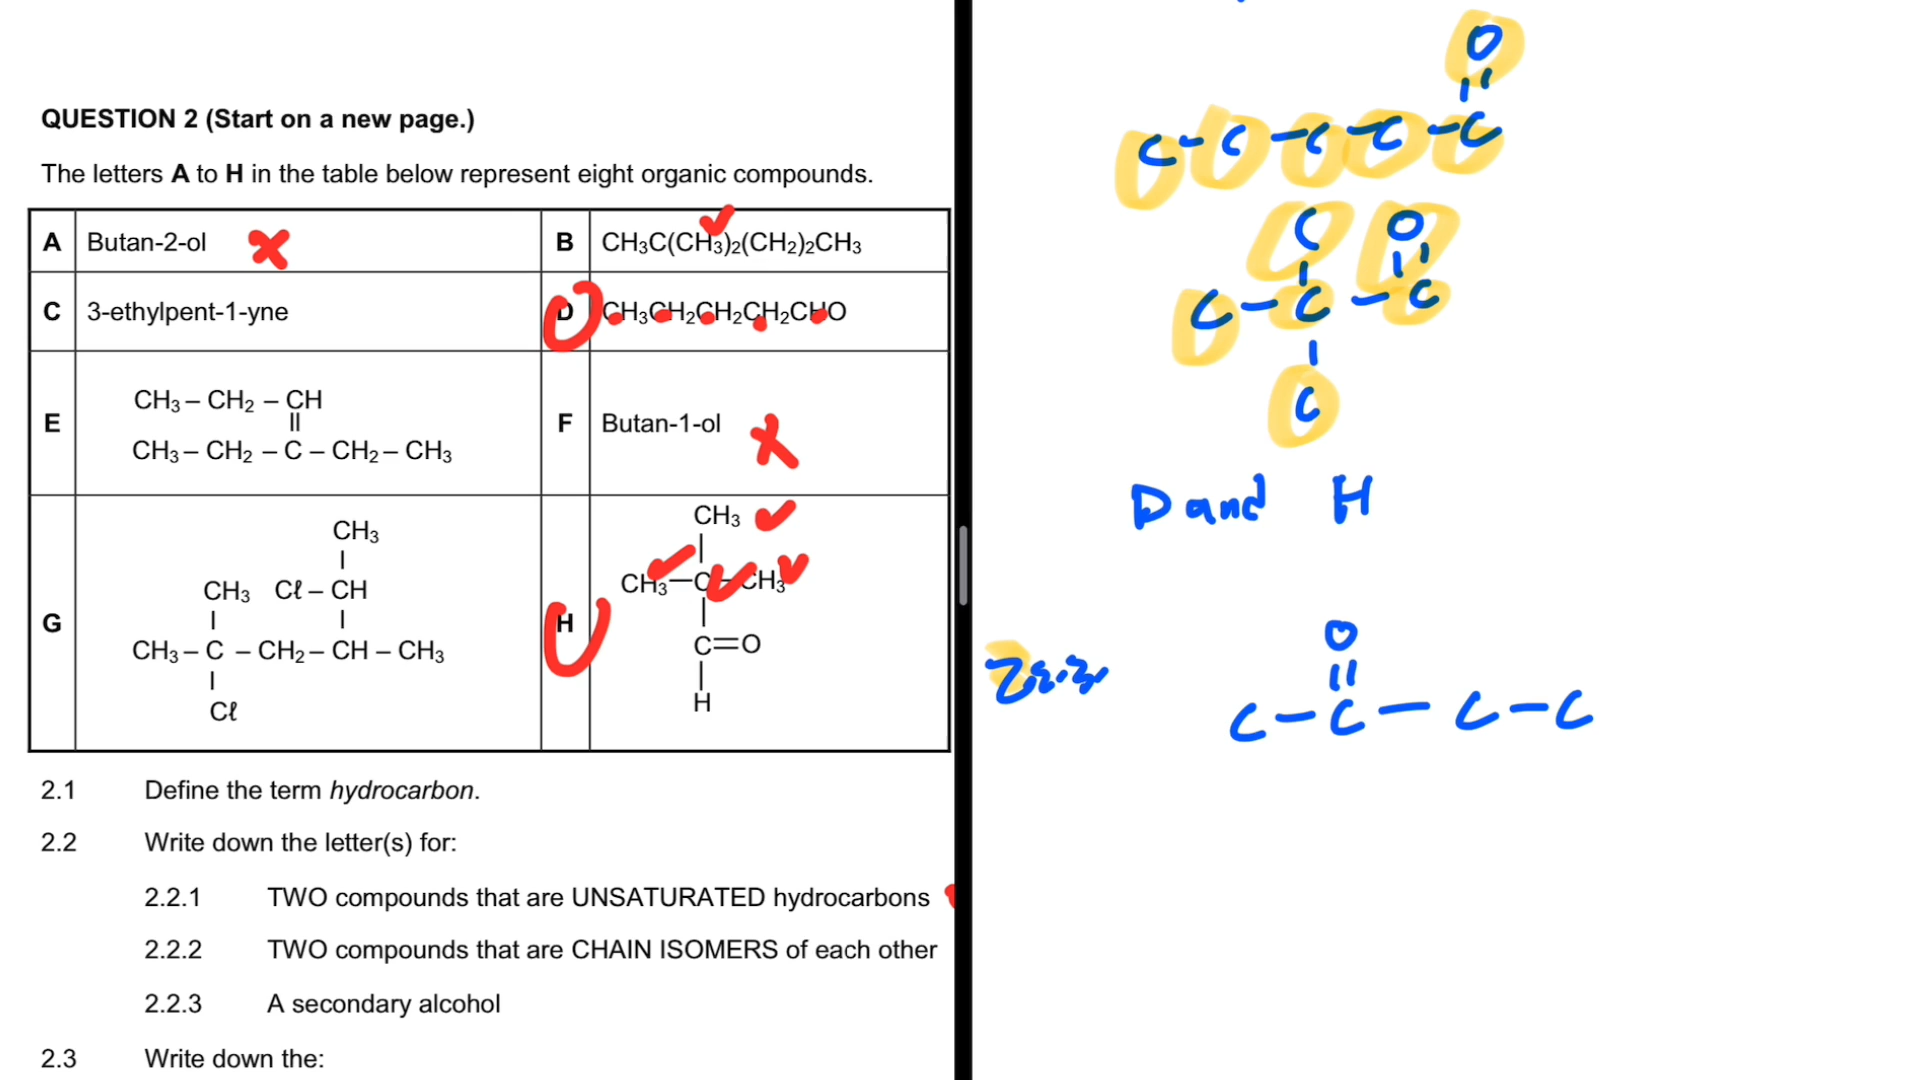 QUESTION 2 (Start on a new page.)
The letters A to H in the table below represent eight organic compounds.
A Butan-2-ol B CH₃C(CH₃)₂(CH₂)₂CH₃
C 3-ethylpent-1-yne D CH₃CH₂CH₂CH₂CHO
E
CH₃ – CH₂ – CH
||
CH₃ – CH₂ – C – CH₂ – CH₃
F Butan-1-ol
G
CH₃
|
CH₃ Cℓ – CH
| |
CH₃ – C – CH₂ – CH – CH₃
|
Cℓ
H
CH₃
|
CH₃—C—CH₃
|
C=O
|
H
2.1 Define the term hydrocarbon.
2.2 Write down the letter(s) for:
2.2.1 TWO compounds that are UNSATURATED hydrocarbons
2.2.2 TWO compounds that are CHAIN ISOMERS of each other
2.2.3 A secondary alcohol
2.3 Write down the:
O
||
C - C - C - C - C
C O
| ||
C - C - C
|
C
D and H
O
||
C - C - C - C